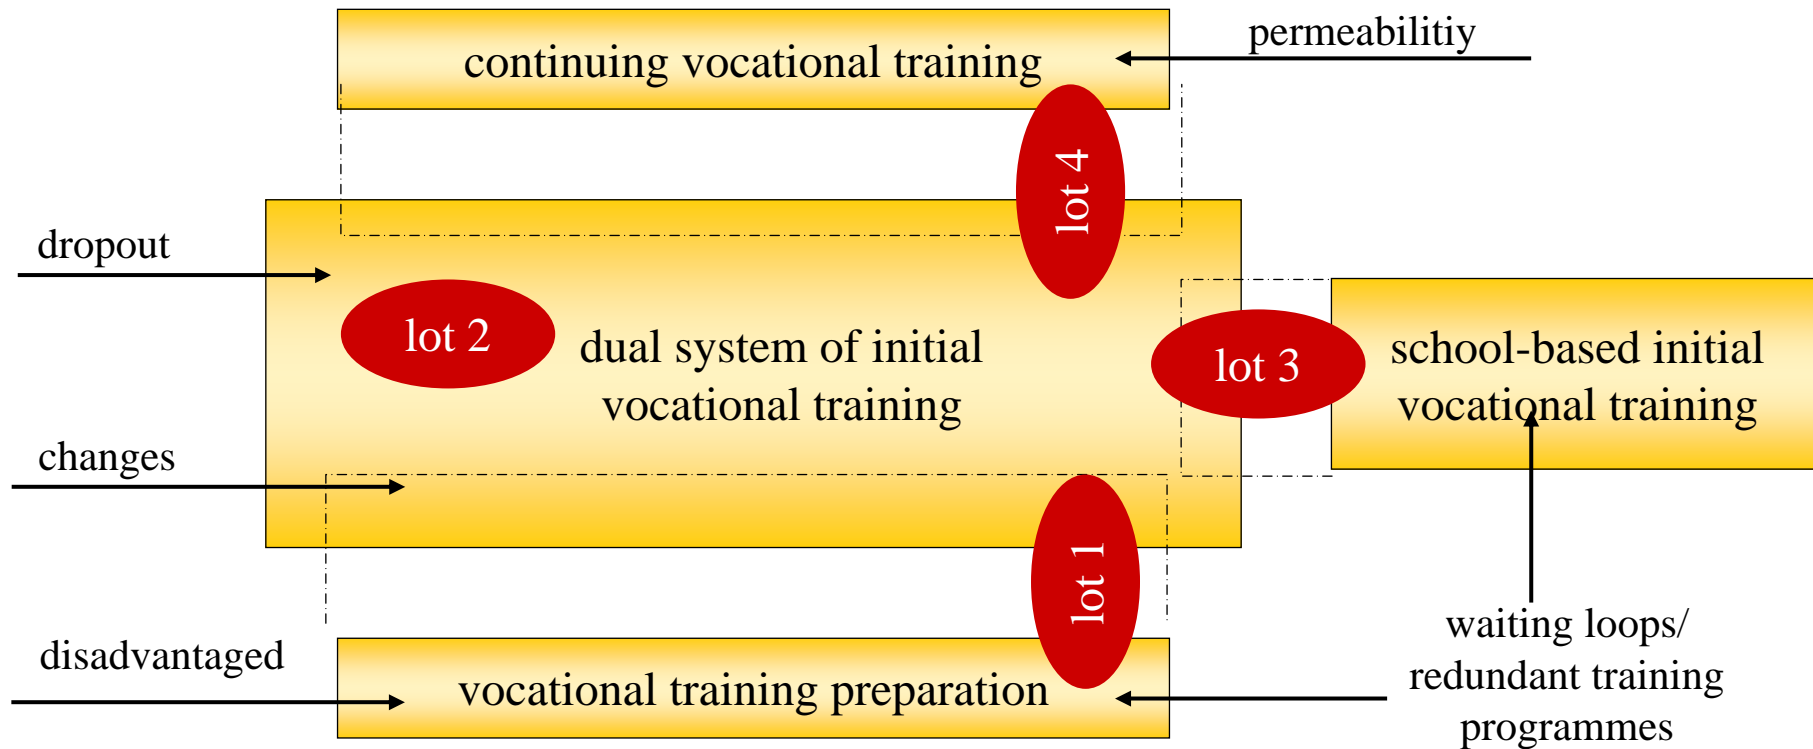 permeabilitiy
continuing vocational training
lot 4
dropout
lot 2
dual system of initial
vocational training
lot 3
school-based initial
vocational training
changes
lot 1
disadvantaged
vocational training preparation
waiting loops/
redundant training
programmes